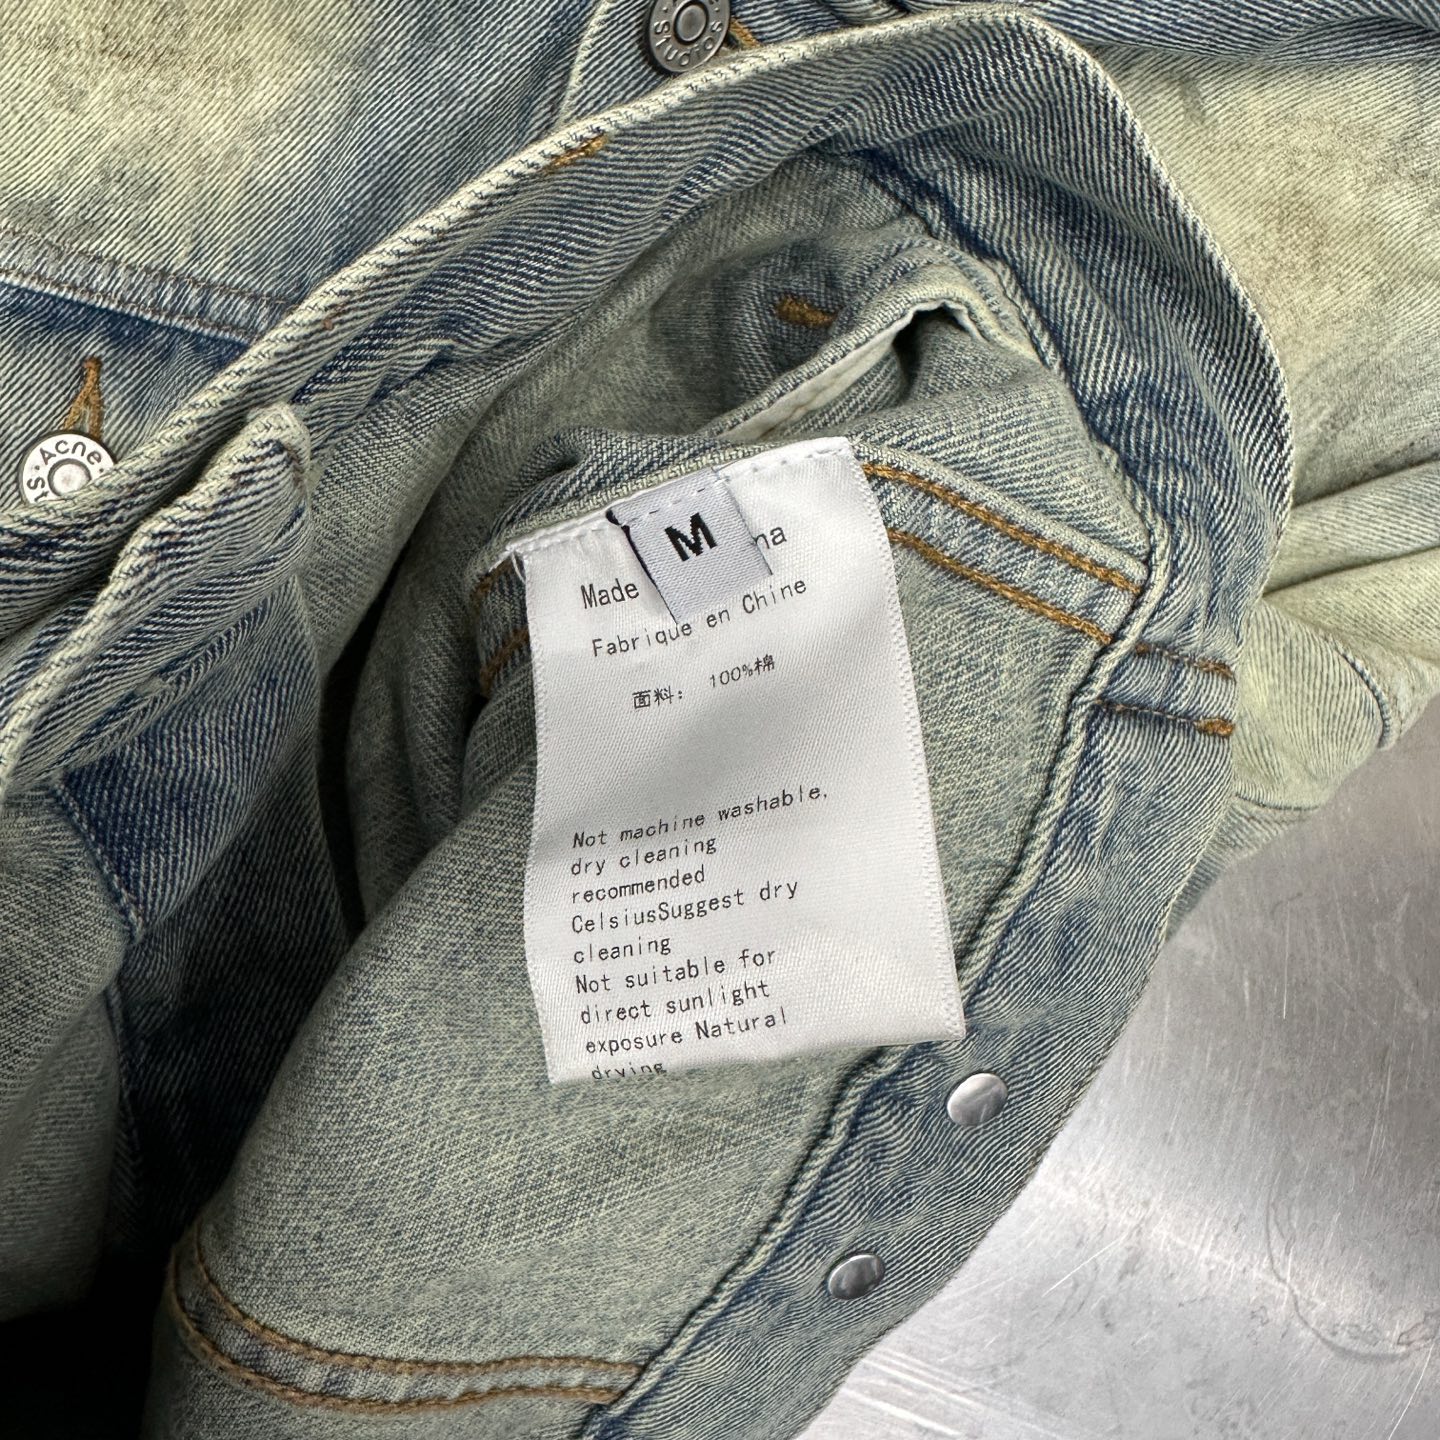 Acne
M
Made
na
Fabrique en Chine
面料: 100%棉
Not machine washable,
dry cleaning
recommended
CelsiusSuggest dry
cleaning
Not suitable for
direct sunlight
exposure Natural
drying